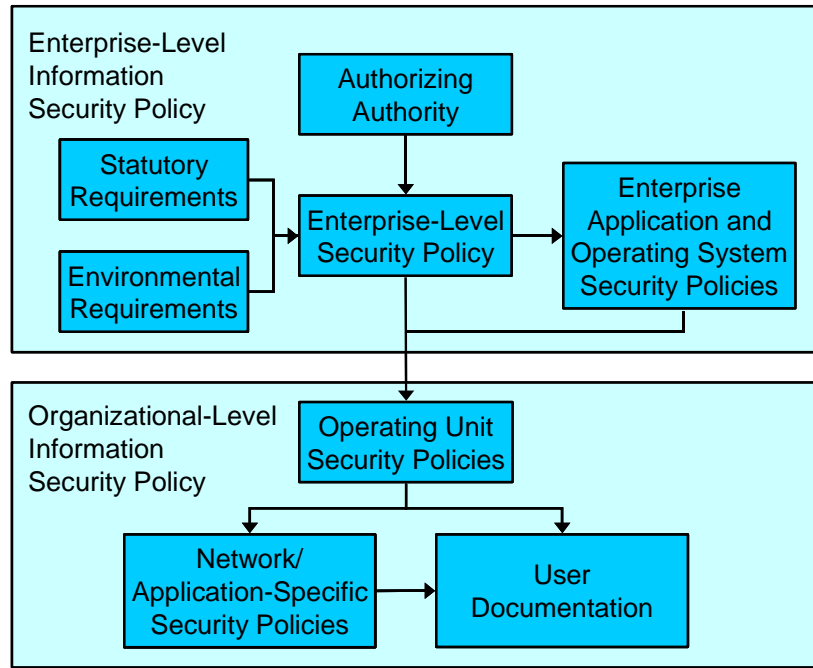 Enterprise-Level
Information
Security Policy
Authorizing
Authority
Statutory
Requirements
Environmental
Requirements
Enterprise-Level
Security Policy
Enterprise
Application and
Operating System
Security Policies
Organizational-Level
Information
Security Policy
Operating Unit
Security Policies
Network/
Application-Specific
Security Policies
User
Documentation